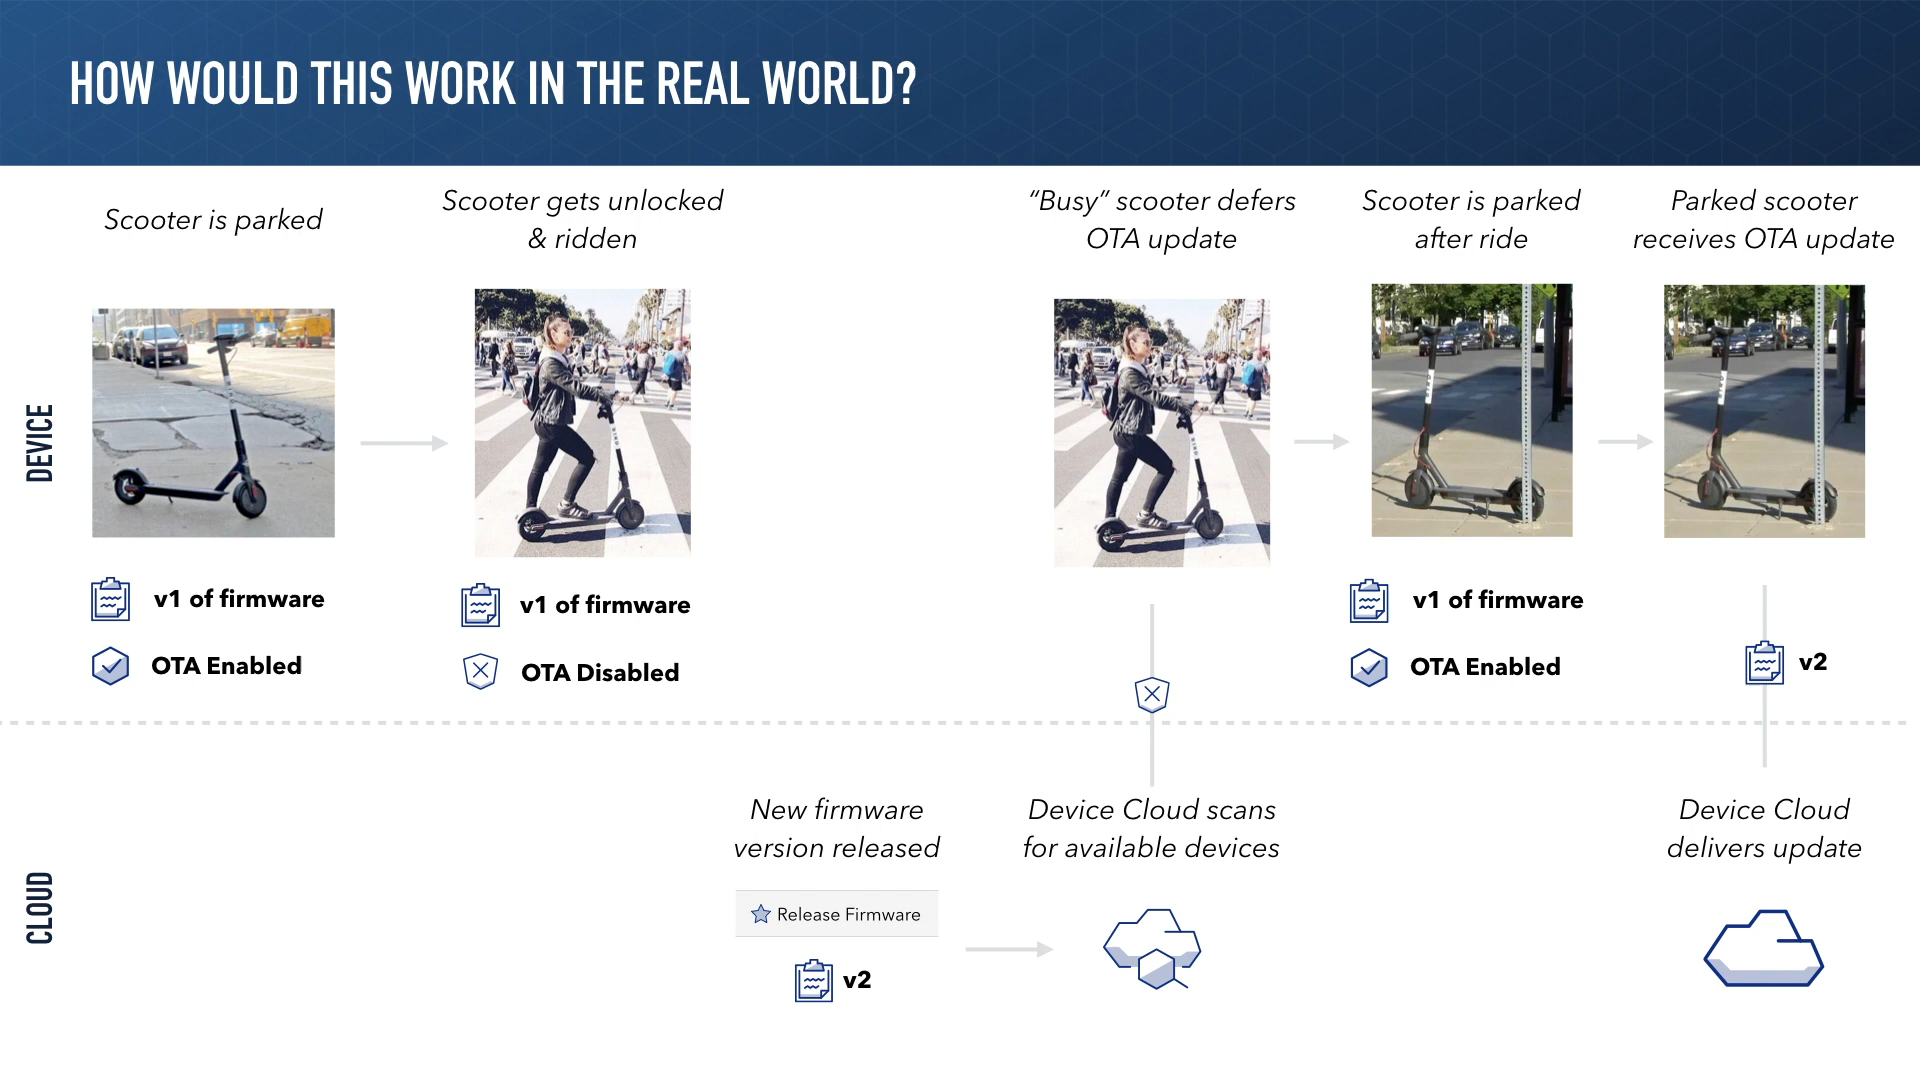 HOW WOULD THIS WORK IN THE REAL WORLD?
Scooter is parked
Scooter gets unlocked
& ridden
“Busy” scooter defers
OTA update
Scooter is parked
after ride
Parked scooter
receives OTA update
DEVICE
v1 of firmware
OTA Enabled
v1 of firmware
OTA Disabled
v1 of firmware
OTA Enabled
v2
CLOUD
New firmware
version released
Release Firmware
v2
Device Cloud scans
for available devices
Device Cloud
delivers update